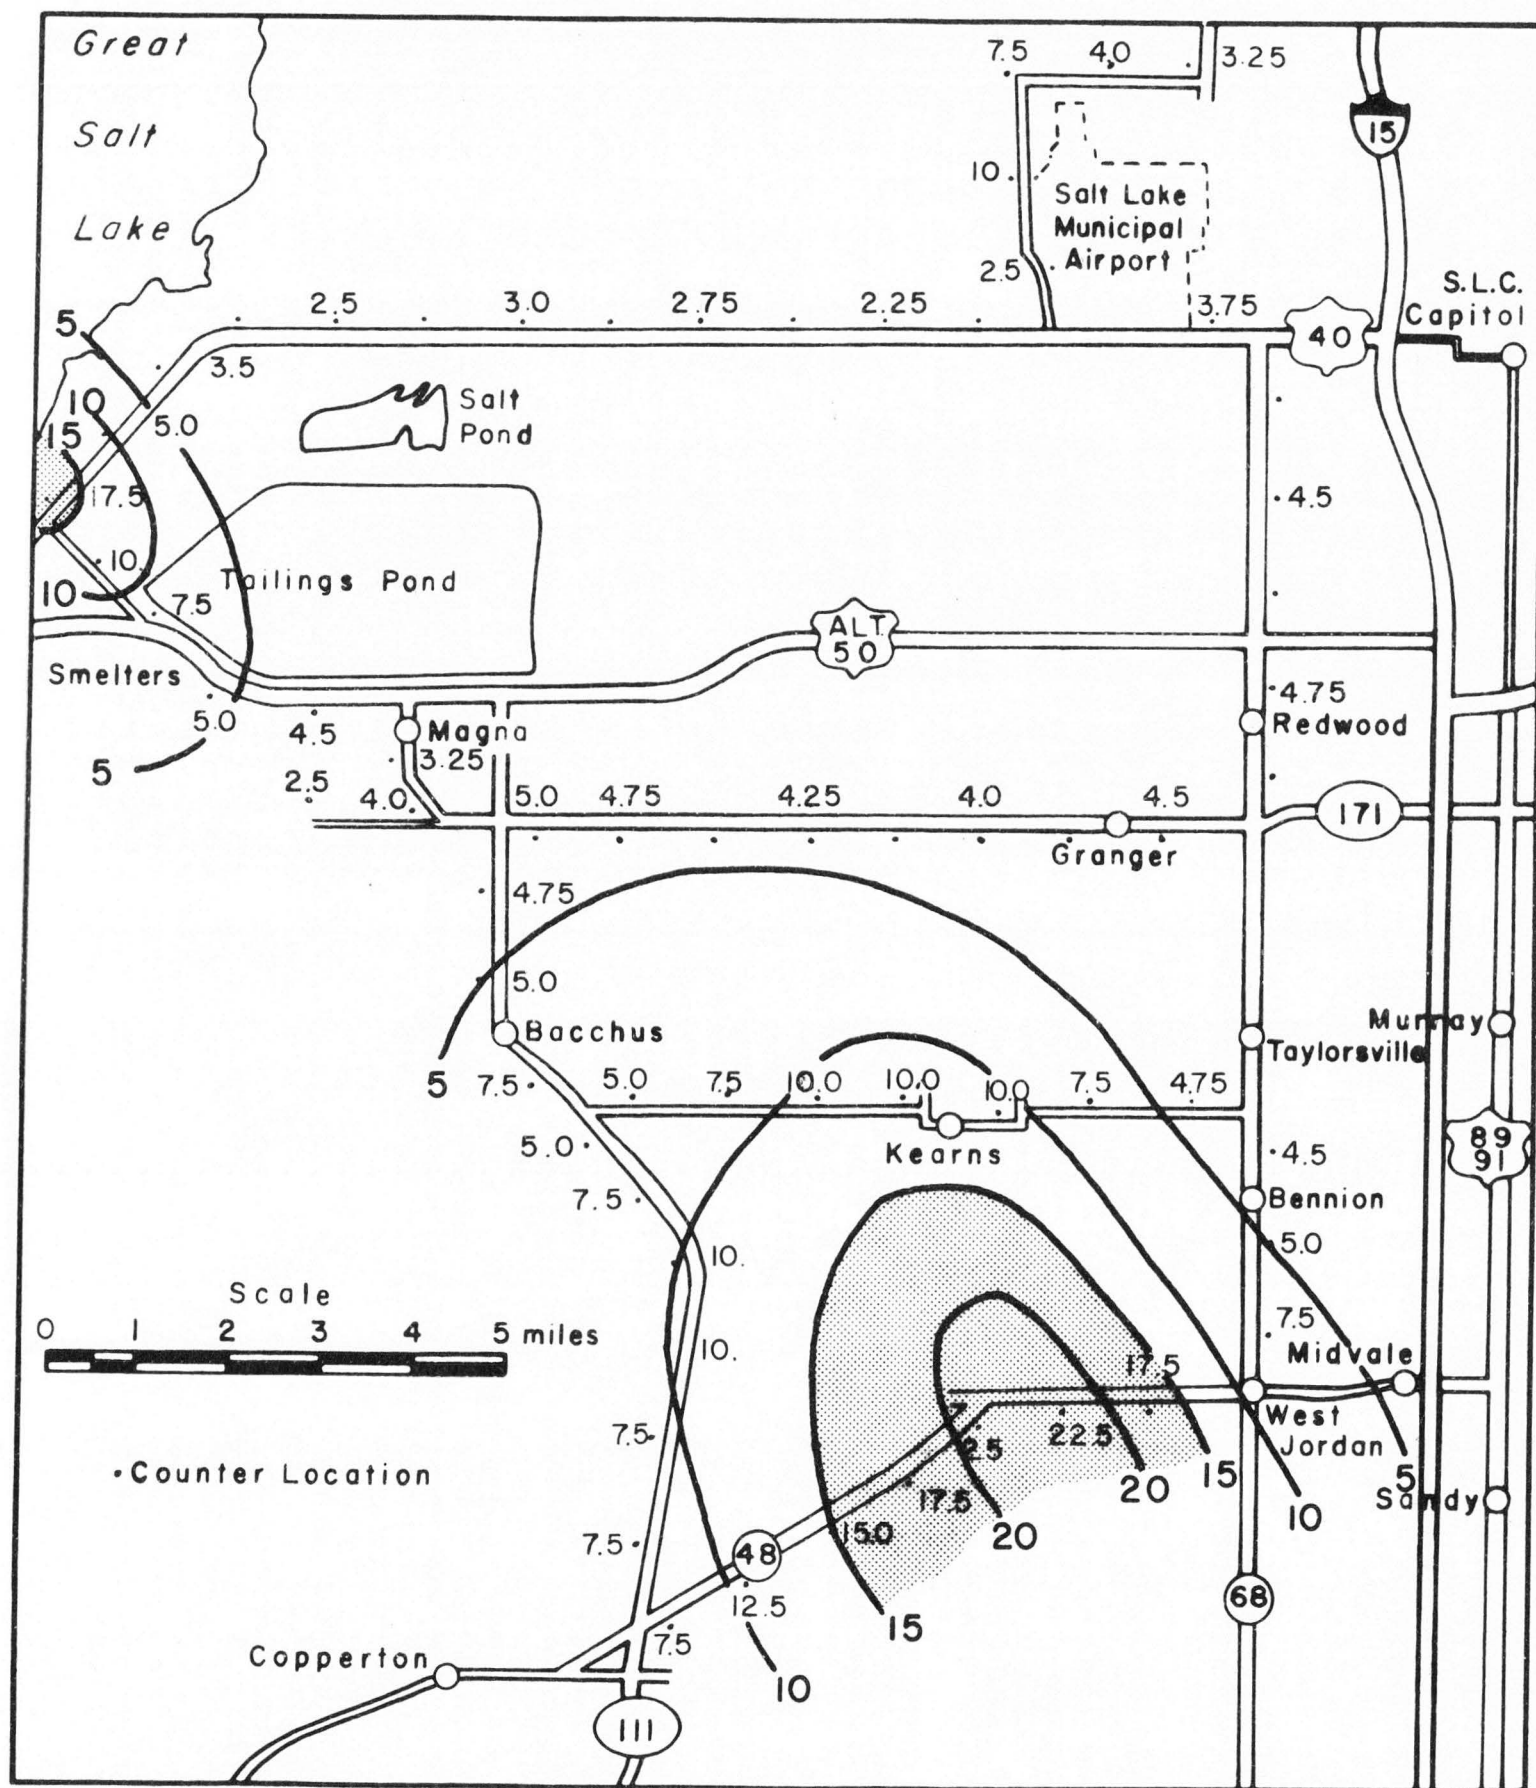 Great
Salt
Lake
7.5 4.0 3.25
15
10
Salt Lake
Municipal
Airport
2.5
S.L.C.
Capitol
2.5 3.0 2.75 2.25 3.75
40
5
3.5
10
5.0
Salt
Pond
15
17.5
4.5
10.
Tailings Pond
10
7.5
ALT.
50
Smelters
5.0
4.5
4.75
Redwood
Magna
3.25
5
2.5
4.0
5.0 4.75 4.25 4.0 4.5
171
Granger
4.75
5.0
Bacchus
Murray
Taylorsville
5
7.5
5.0 7.5 10.0 10.0 10.0 7.5 4.75
5.0
Kearns
4.5
89
91
7.5
Bennion
10.
5.0
Scale
0 1 2 3 4 5 miles
10.
7.5
Midvale
17.5
7.5
25
22.5
West
Jordan
Counter Location
17.5
20
15
5
Sandy
10
20
15.0
7.5
48
12.5
68
15
7.5
Copperton
10
111